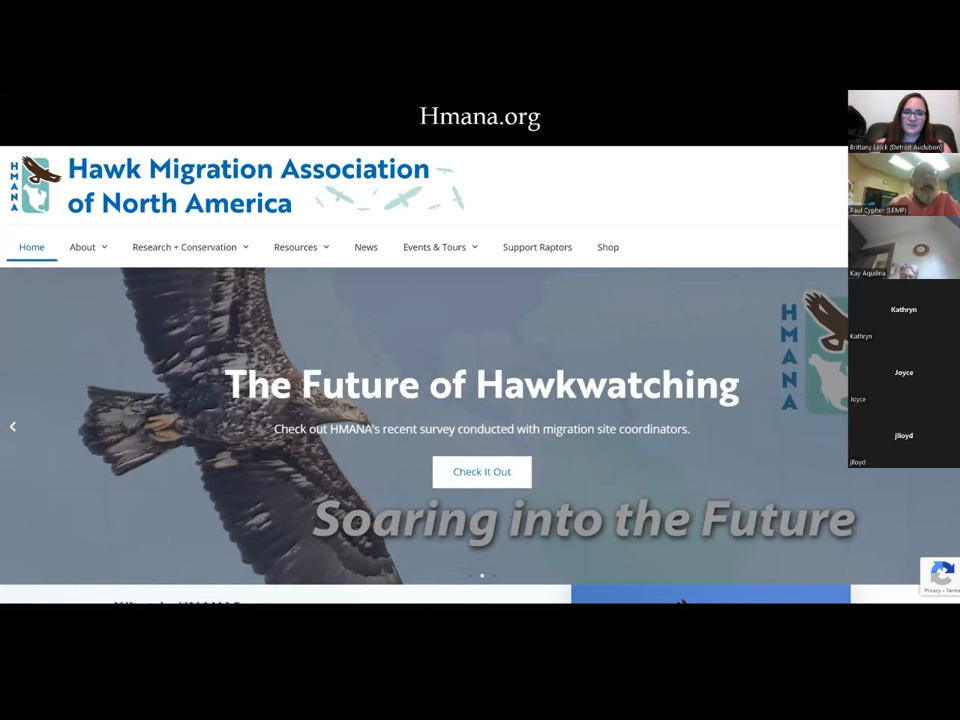 Hmana.org
HMANA
Hawk Migration Association
of North America
Home About Research + Conservation Resources News Events & Tours Support Raptors Shop
HMANA
The Future of Hawkwatching
Check out HMANA's recent survey conducted with migration site coordinators.
Check It Out
Soaring into the Future
Privacy - Terms
Brittany Leick (Detroit Audubon)
Paul Cypher (LEMP)
Kay Aquilina
Kathryn
Kathryn
Joyce
Joyce
jlloyd
jlloyd